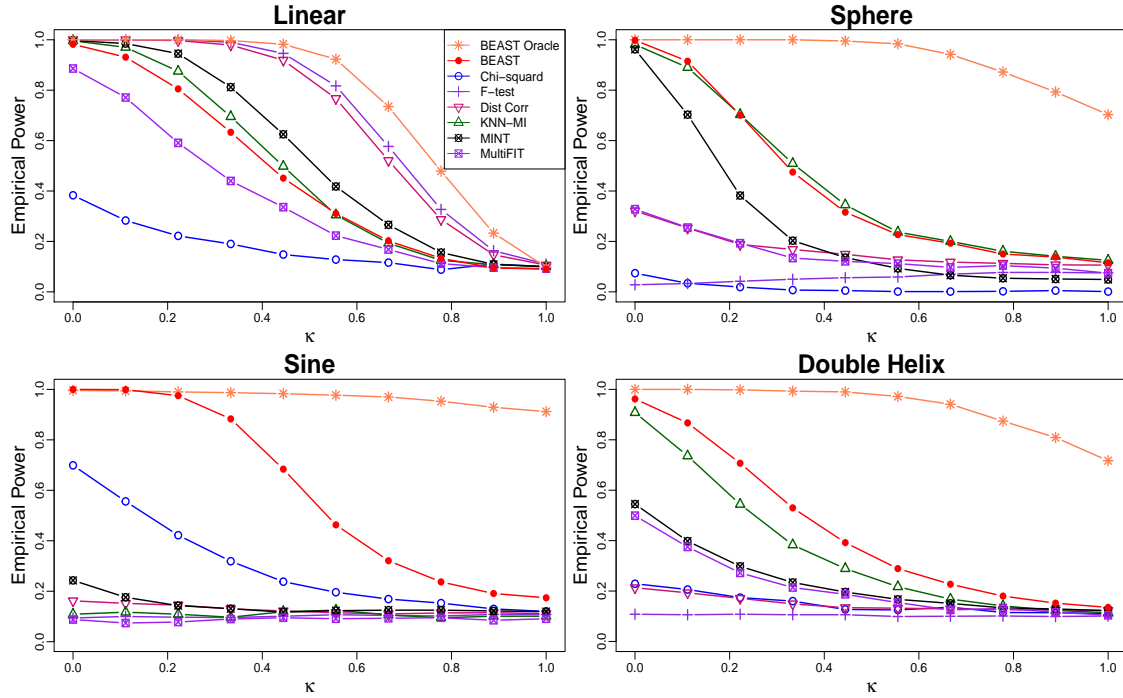 Linear
Empirical Power
0.0 0.2 0.4 0.6 0.8 1.0
BEAST Oracle
BEAST
Chi-squard
F-test
Dist Corr
KNN-MI
MINT
MultiFIT
0.0 0.2 0.4 0.6 0.8 1.0
κ
Sphere
Empirical Power
0.0 0.2 0.4 0.6 0.8 1.0
0.0 0.2 0.4 0.6 0.8 1.0
κ
Sine
Empirical Power
0.0 0.2 0.4 0.6 0.8 1.0
0.0 0.2 0.4 0.6 0.8 1.0
κ
Double Helix
Empirical Power
0.0 0.2 0.4 0.6 0.8 1.0
0.0 0.2 0.4 0.6 0.8 1.0
κ